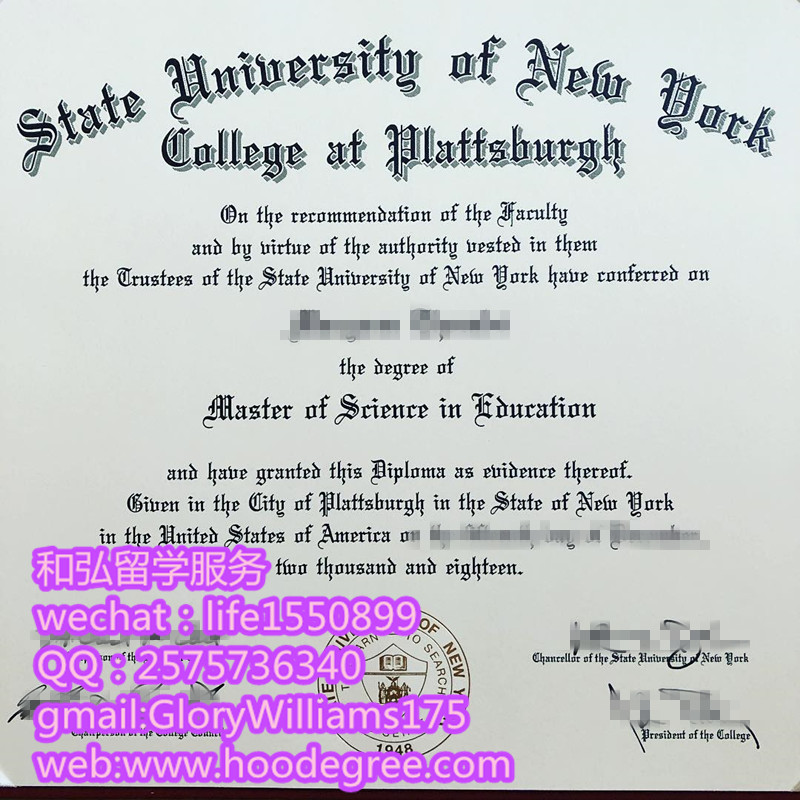 State University of New York
College at Plattsburgh
On the recommendation of the Faculty
and by virtue of the authority vested in them
the Trustees of the State University of New York have conferred on
the degree of
Master of Science in Education
and have granted this Diploma as evidence thereof.
Given in the City of Plattsburgh in the State of New York
in the United States of America on
two thousand and eighteen.
和弘留学服务
wechat：life1550899
QQ：2575736340
gmail:GloryWilliams175
web:www.hoodegree.com
Chancellor of the State University of New York
President of the College
OF NEW
TO SEARCH
1948